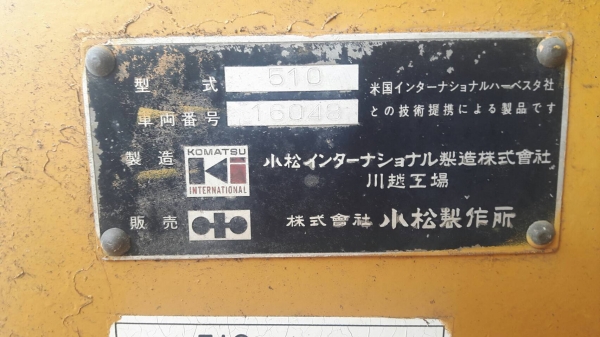 型式 510
車両番号 16049
米国インターナショナルハーベスタ社
との技術提携による製品です
製造 KOMATSU INTERNATIONAL 小松インターナショナル製造株式會社
川越工場
販売 株式會社 小松製作所
510